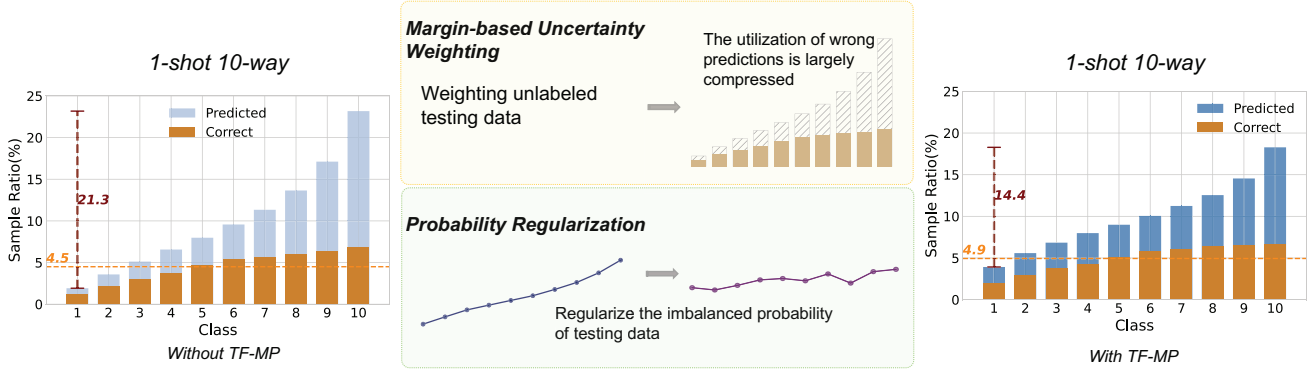 1-shot 10-way
25
20
15
10
5
0
Sample Ratio(%)
Predicted
Correct
21.3
4.5
1 2 3 4 5 6 7 8 9 10
Class
Without TF-MP
Margin-based Uncertainty
Weighting
Weighting unlabeled
testing data
The utilization of wrong
predictions is largely
compressed
Probability Regularization
Regularize the imbalanced probability
of testing data
1-shot 10-way
25
20
15
10
5
0
Sample Ratio(%)
Predicted
Correct
14.4
4.9
1 2 3 4 5 6 7 8 9 10
Class
With TF-MP